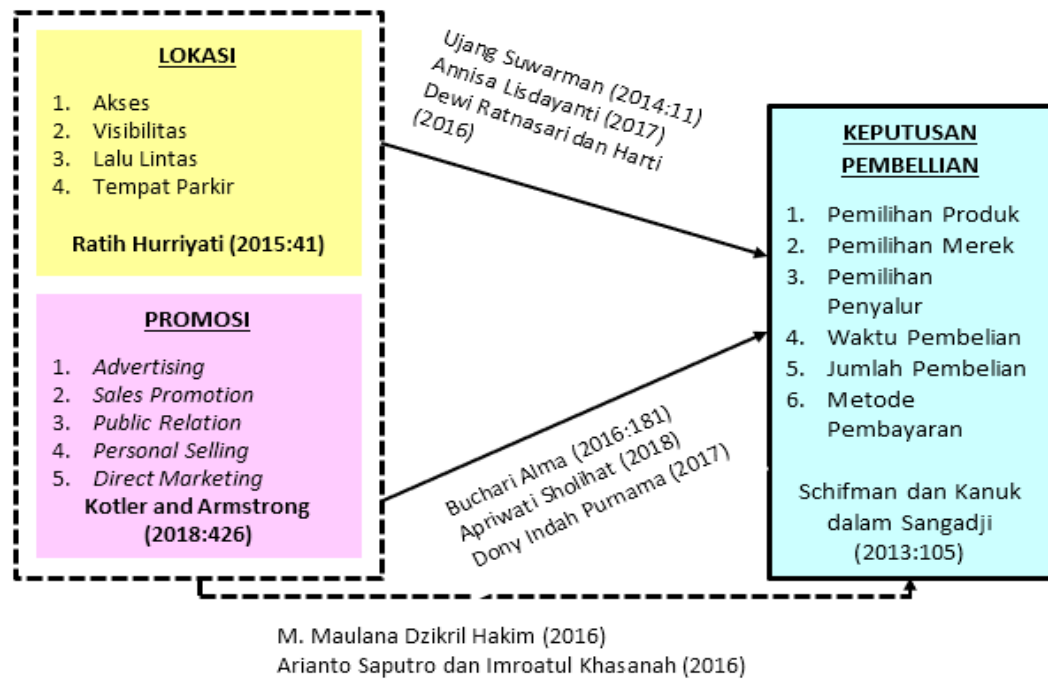 LOKASI
1. Akses
2. Visibilitas
3. Lalu Lintas
4. Tempat Parkir
Ratih Hurriyati (2015:41)
PROMOSI
1. Advertising
2. Sales Promotion
3. Public Relation
4. Personal Selling
5. Direct Marketing
Kotler and Armstrong
(2018:426)
Ujang Suwarman (2014:11)
Annisa Lisdayanti (2017)
Dewi Ratnasari dan Harti
(2016)
Buchari Alma (2016:181)
Apriwati Sholihat (2018)
Dony Indah Purnama (2017)
KEPUTUSAN
PEMBELLIAN
1. Pemilihan Produk
2. Pemilihan Merek
3. Pemilihan
Penyalur
4. Waktu Pembelian
5. Jumlah Pembelian
6. Metode
Pembayaran
Schifman dan Kanuk
dalam Sangadji
(2013:105)
M. Maulana Dzikril Hakim (2016)
Arianto Saputro dan Imroatul Khasanah (2016)